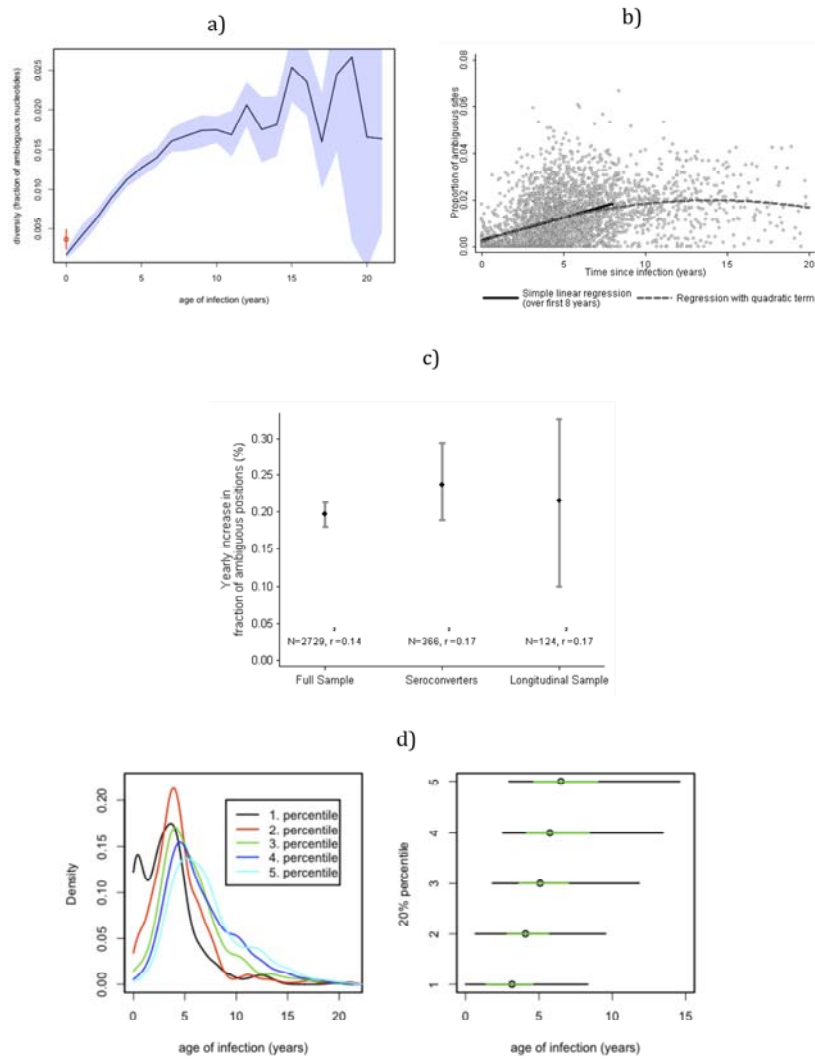 a)
diversity (fraction of ambioguous nucleotides)
0.025
0.020
0.015
0.010
0.005
0 5 10 15 20
age of infection (years)
b)
Proportion of ambigueous sites
0.08
0.06
0.04
0.02
0.00
0 5 10 15 20
Time since infection (years)
Simple linear regression
(over first 8 years)
Regression with quadratic term
c)
Yearly increase in
fraction of ambiguous positions (%)
0.30
0.25
0.20
0.15
0.10
0.05
0.00
2 2 2
N=2729, r =0.14 N=366, r =0.17 N=124, r =0.17
Full Sample Seroconverters Longitudinal Sample
d)
Density
0.20
0.15
0.10
0.05
0.00
1. percentile
2. percentile
3. percentile
4. percentile
5. percentile
0 5 10 15 20
age of infection (years)
20% percentile
5
4
3
2
1
0 5 10 15
age of infection (years)